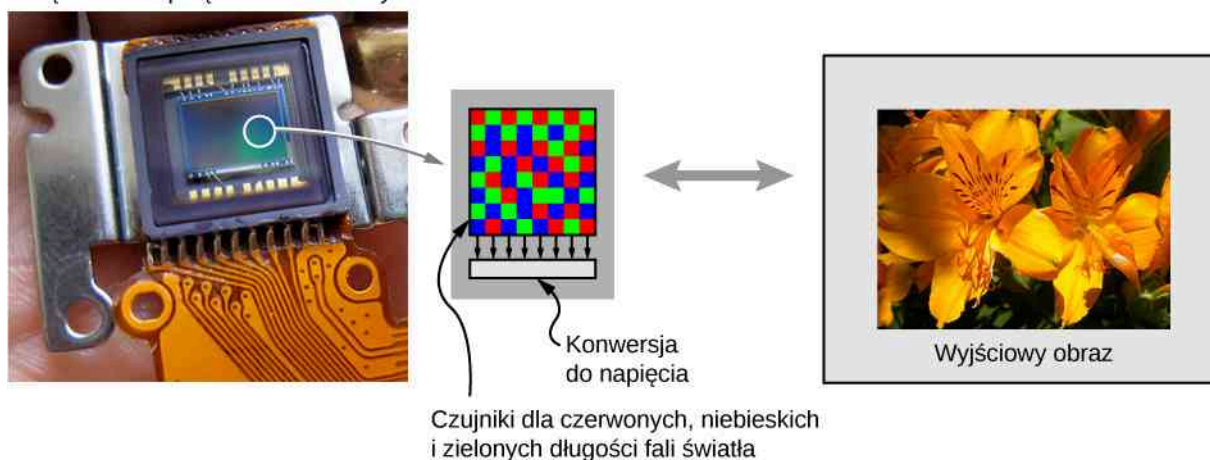 Konwersja
do napięcia
Wyjściowy obraz
Czujniki dla czerwonych, niebieskich
i zielonych długości fali światła